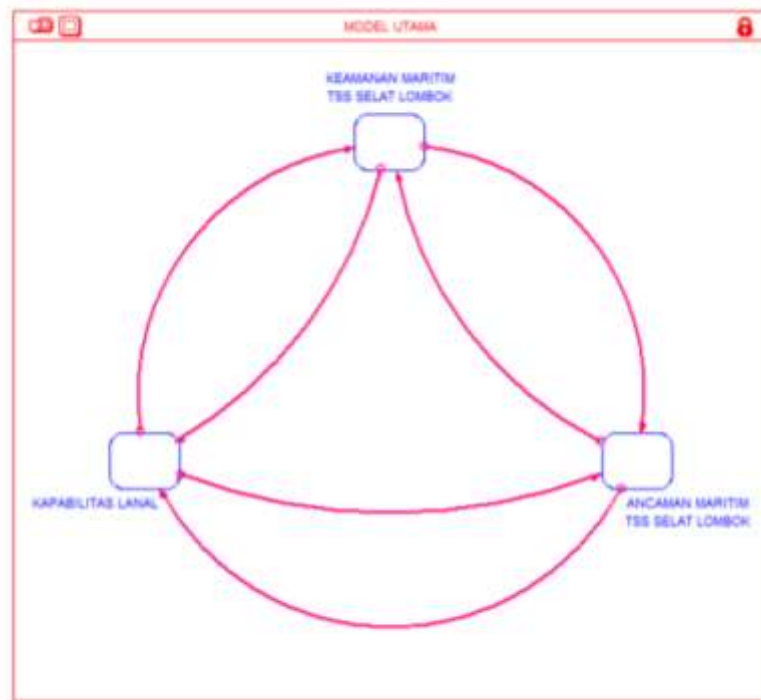 MODEL UTAMA
KEAMANAN MARITIM
TSS SELAT LOMBOK
KAPABILITAS LANAL
ANCAMAN MARITIM
TSS SELAT LOMBOK